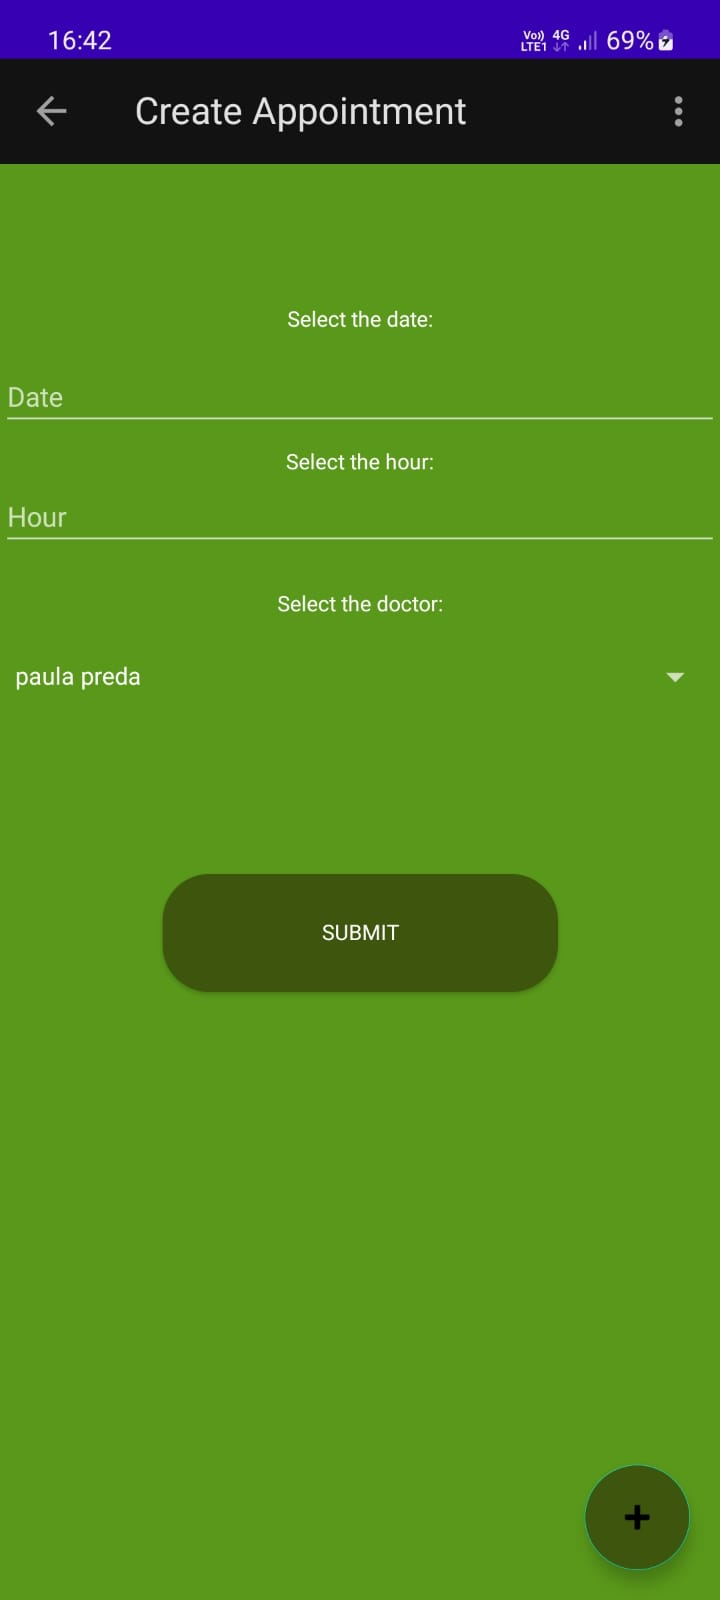 16:42
Vo)) 4G 69%
LTE1
Create Appointment
Select the date:
Date
Select the hour:
Hour
Select the doctor:
paula preda
SUBMIT